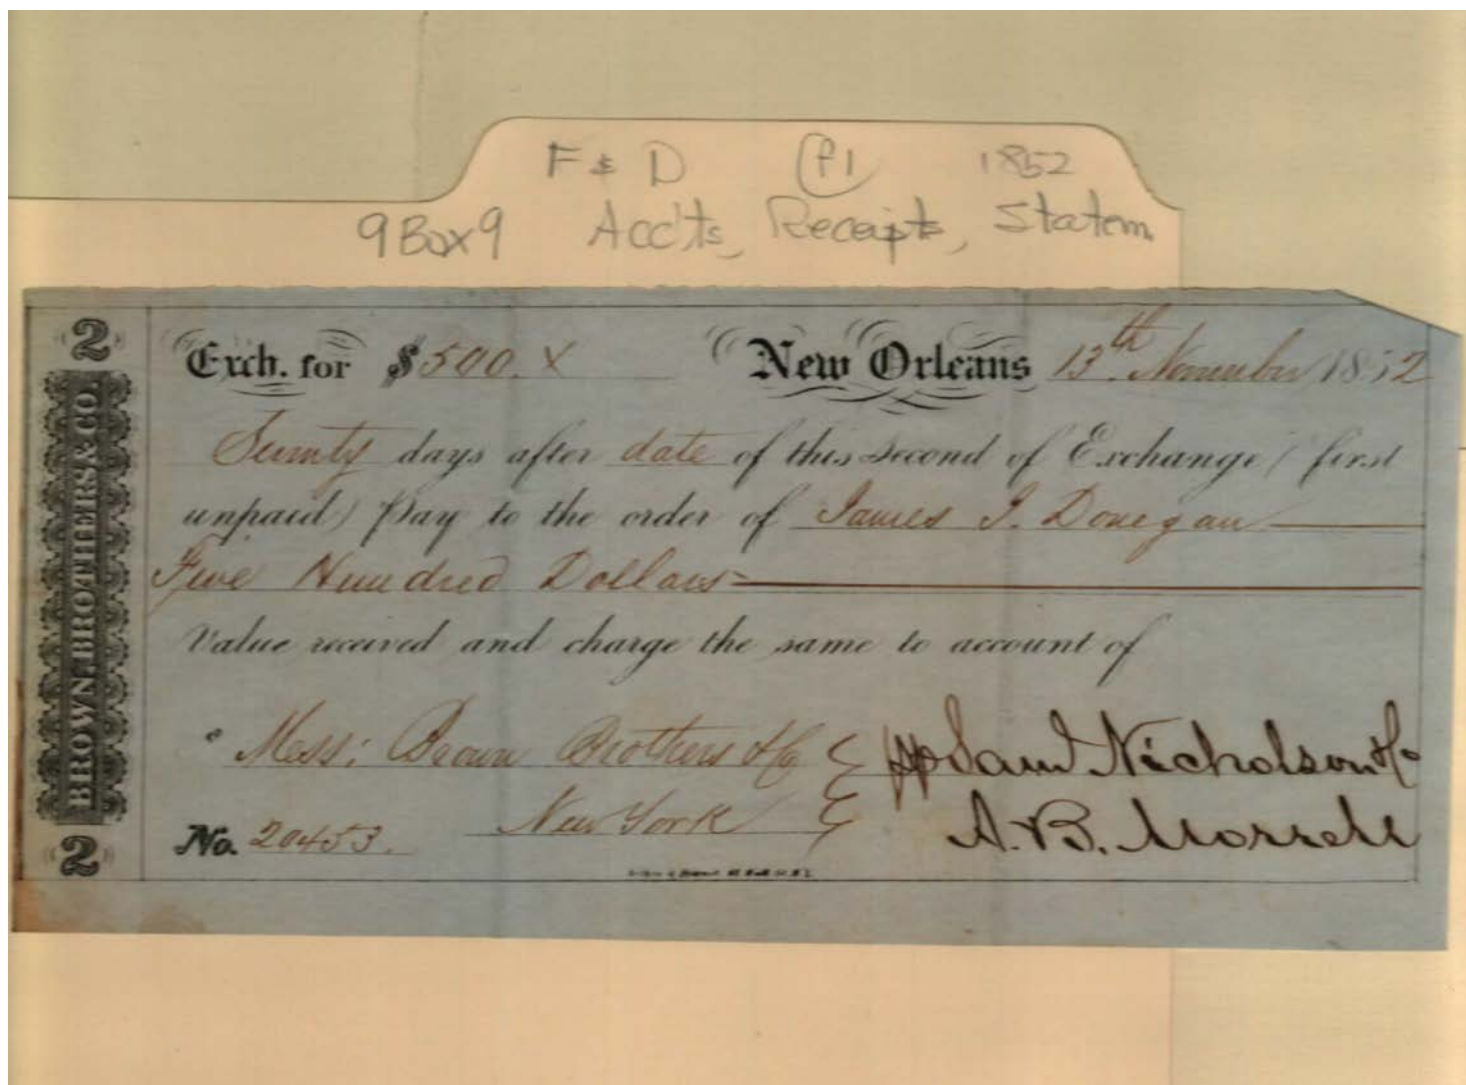 F & D P1 1852
9 Box 9 Acc'ts, Receipts, Statem
2
BROWN BROTHERS & CO.
2
Exch. for $ 500. X New Orleans 13th November 1852
days after date of this second of Exchange (first
unpaid) Pay to the order of James J. Donegan
Five Hundred Dollars
Value received and charge the same to account of
Mess: Brown Brothers & Co pp Saml Nicholson & Co
New York A. B. Morrell
No. 20453.